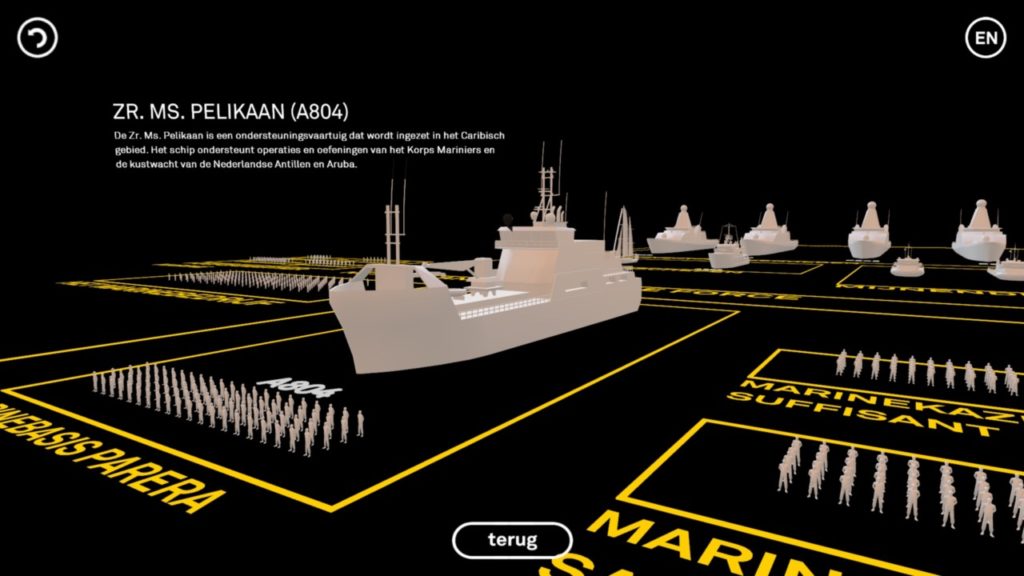 EN
ZR. MS. PELIKAAN (A804)
De Zr. Ms. Pelikaan is een ondersteuningsvaartuig dat wordt ingezet in het Caribisch
gebied. Het schip ondersteunt operaties en oefeningen van het Korps Mariniers en
de kustwacht van de Nederlandse Antillen en Aruba.
FORCE
A804
PARERA
SUFFISANT
terug